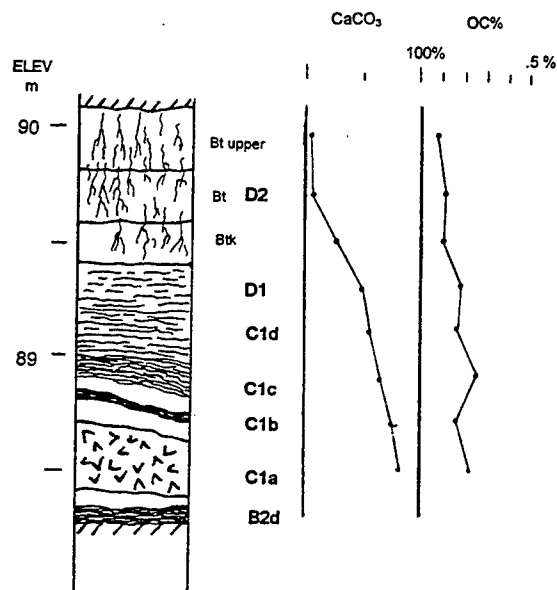 CaCO₃ OC%
100% .5 %
ELEV
m
90
Bt upper
Bt D2
Btk
D1
C1d
89
C1c
C1b
C1a
B2d